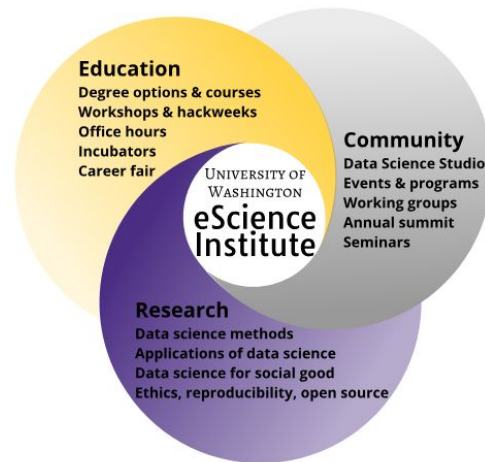 Education
Degree options & courses
Workshops & hackweeks
Office hours
Incubators
Career fair
Community
Data Science Studio
Events & programs
Working groups
Annual summit
Seminars
University of
Washington
eScience
Institute
Research
Data science methods
Applications of data science
Data science for social good
Ethics, reproducibility, open source